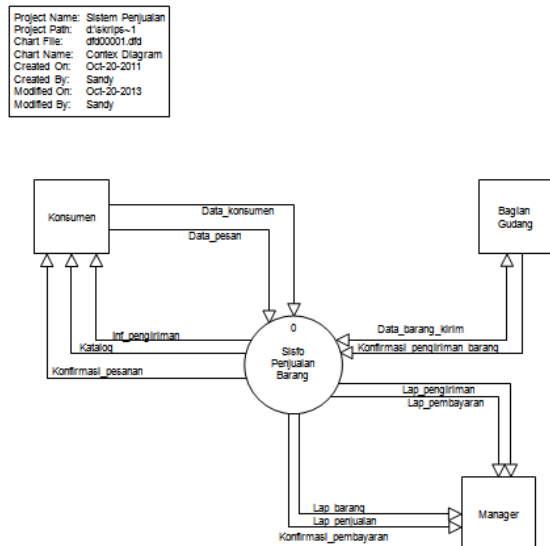 Project Name: Sistem Penjualan
Project Path: d:\skrips~1
Chart File: dfd00001.dfd
Chart Name: Contex Diagram
Created On: Oct-20-2011
Created By: Sandy
Modified On: Oct-20-2013
Modified By: Sandy
Konsumen
Data_konsumen
Data_pesan
Bagian
Gudang
Inf_pengiriman
Katalog
Konfirmasi_pesanan
0
Sisfo
Penjualan
Barang
Data_barang_kirim
Konfirmasi_pengiriman_barang
Lap_pengiriman
Lap_pembayaran
Lap_barang
Lap_penjualan
Konfirmasi_pembayaran
Manager